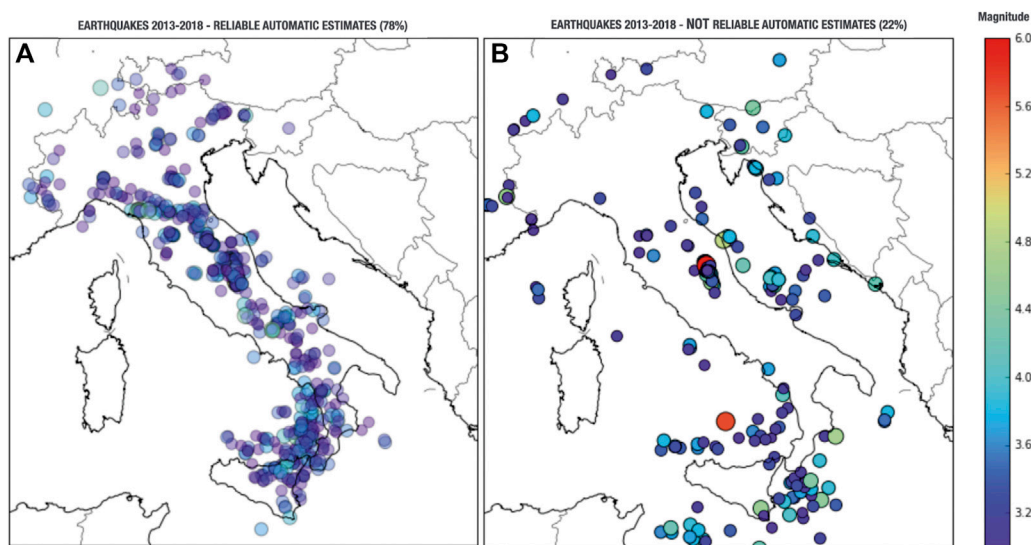 EARTHQUAKES 2013-2018 - RELIABLE AUTOMATIC ESTIMATES (78%)
EARTHQUAKES 2013-2018 - NOT RELIABLE AUTOMATIC ESTIMATES (22%)
Magnitude
A
B
6.0
5.6
5.2
4.8
4.4
4.0
3.6
3.2